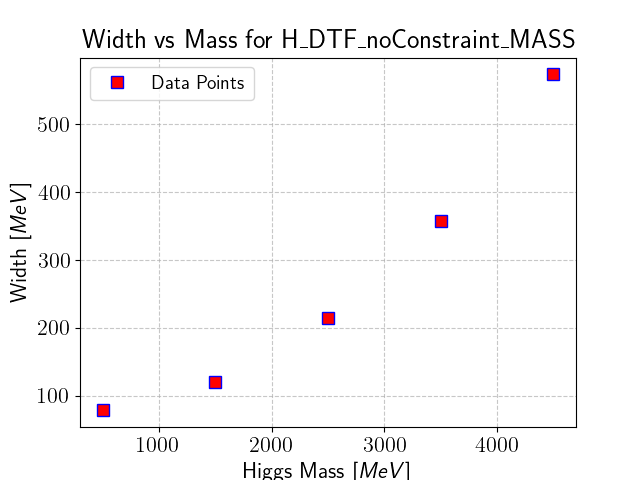 Width vs Mass for H_DTF_noConstraint_MASS
Data Points
Width [MeV]
500
400
300
200
100
1000 2000 3000 4000
Higgs Mass [MeV]